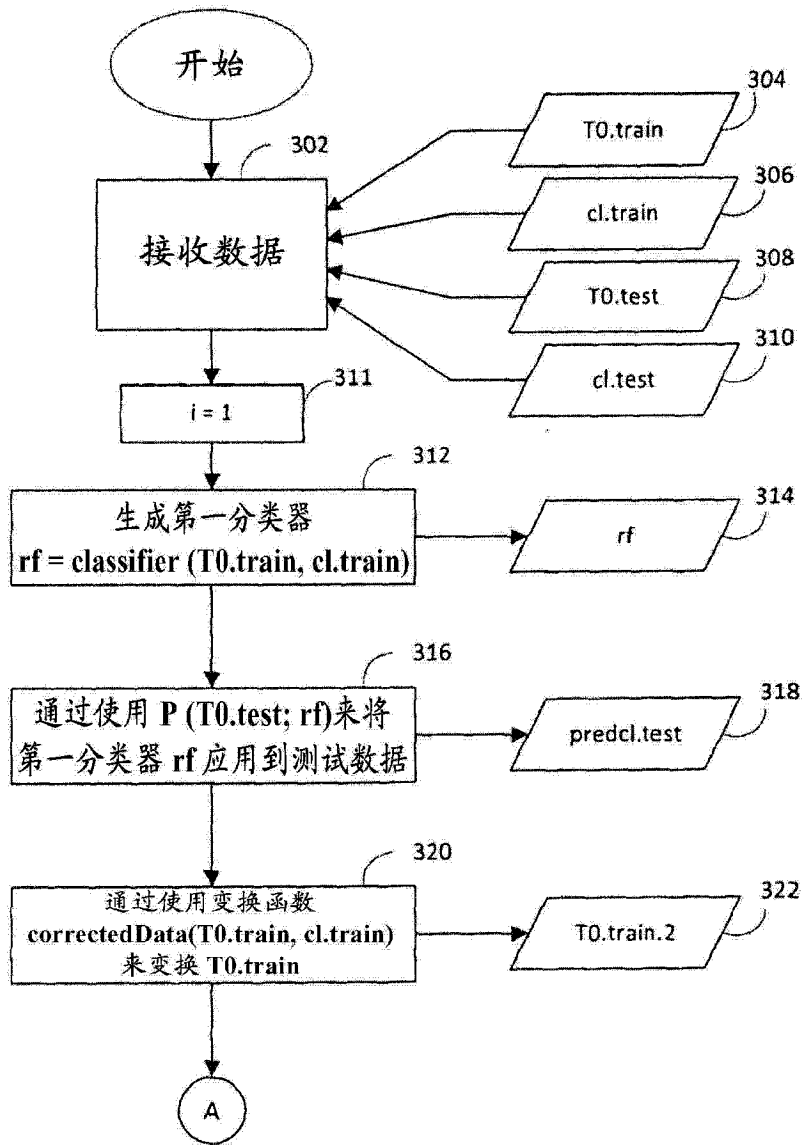 开始
304
T0.train
302
306
cl.train
接收数据
308
T0.test
310
cl.test
311
i = 1
312
生成第一分类器
rf = classifier (T0.train, cl.train)
314
rf
316
通过使用 P (T0.test; rf)来将
第一分类器 rf 应用到测试数据
318
predcl.test
320
通过使用变换函数
correctedData(T0.train, cl.train)
来变换 T0.train
322
T0.train.2
A